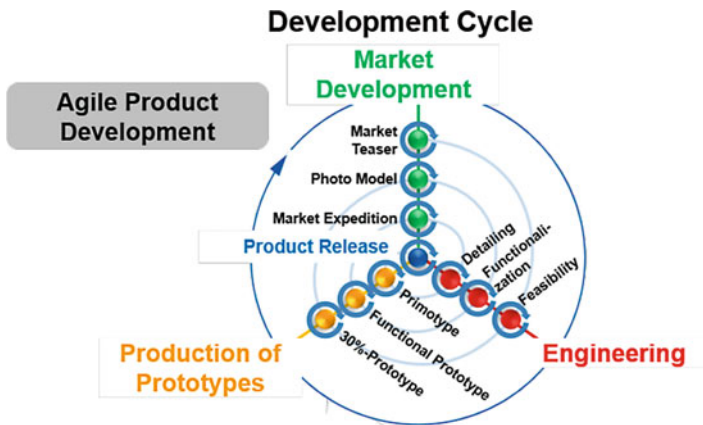 Development Cycle
Market
Development
Agile Product
Development
Market
Teaser
Photo Model
Market Expedition
Product Release
Detailing
Functionali-
zation
Feasibility
Primotype
Functional Prototype
30%-Prototype
Production of
Prototypes
Engineering